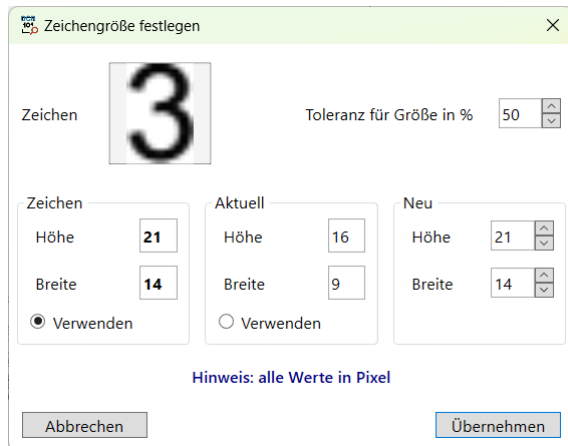 Zeichengröße festlegen
Zeichen
3
Toleranz für Größe in % 50
Zeichen
Höhe 21
Breite 14
Verwenden
Aktuell
Höhe 16
Breite 9
Verwenden
Neu
Höhe 21
Breite 14
Hinweis: alle Werte in Pixel
Abbrechen
Übernehmen